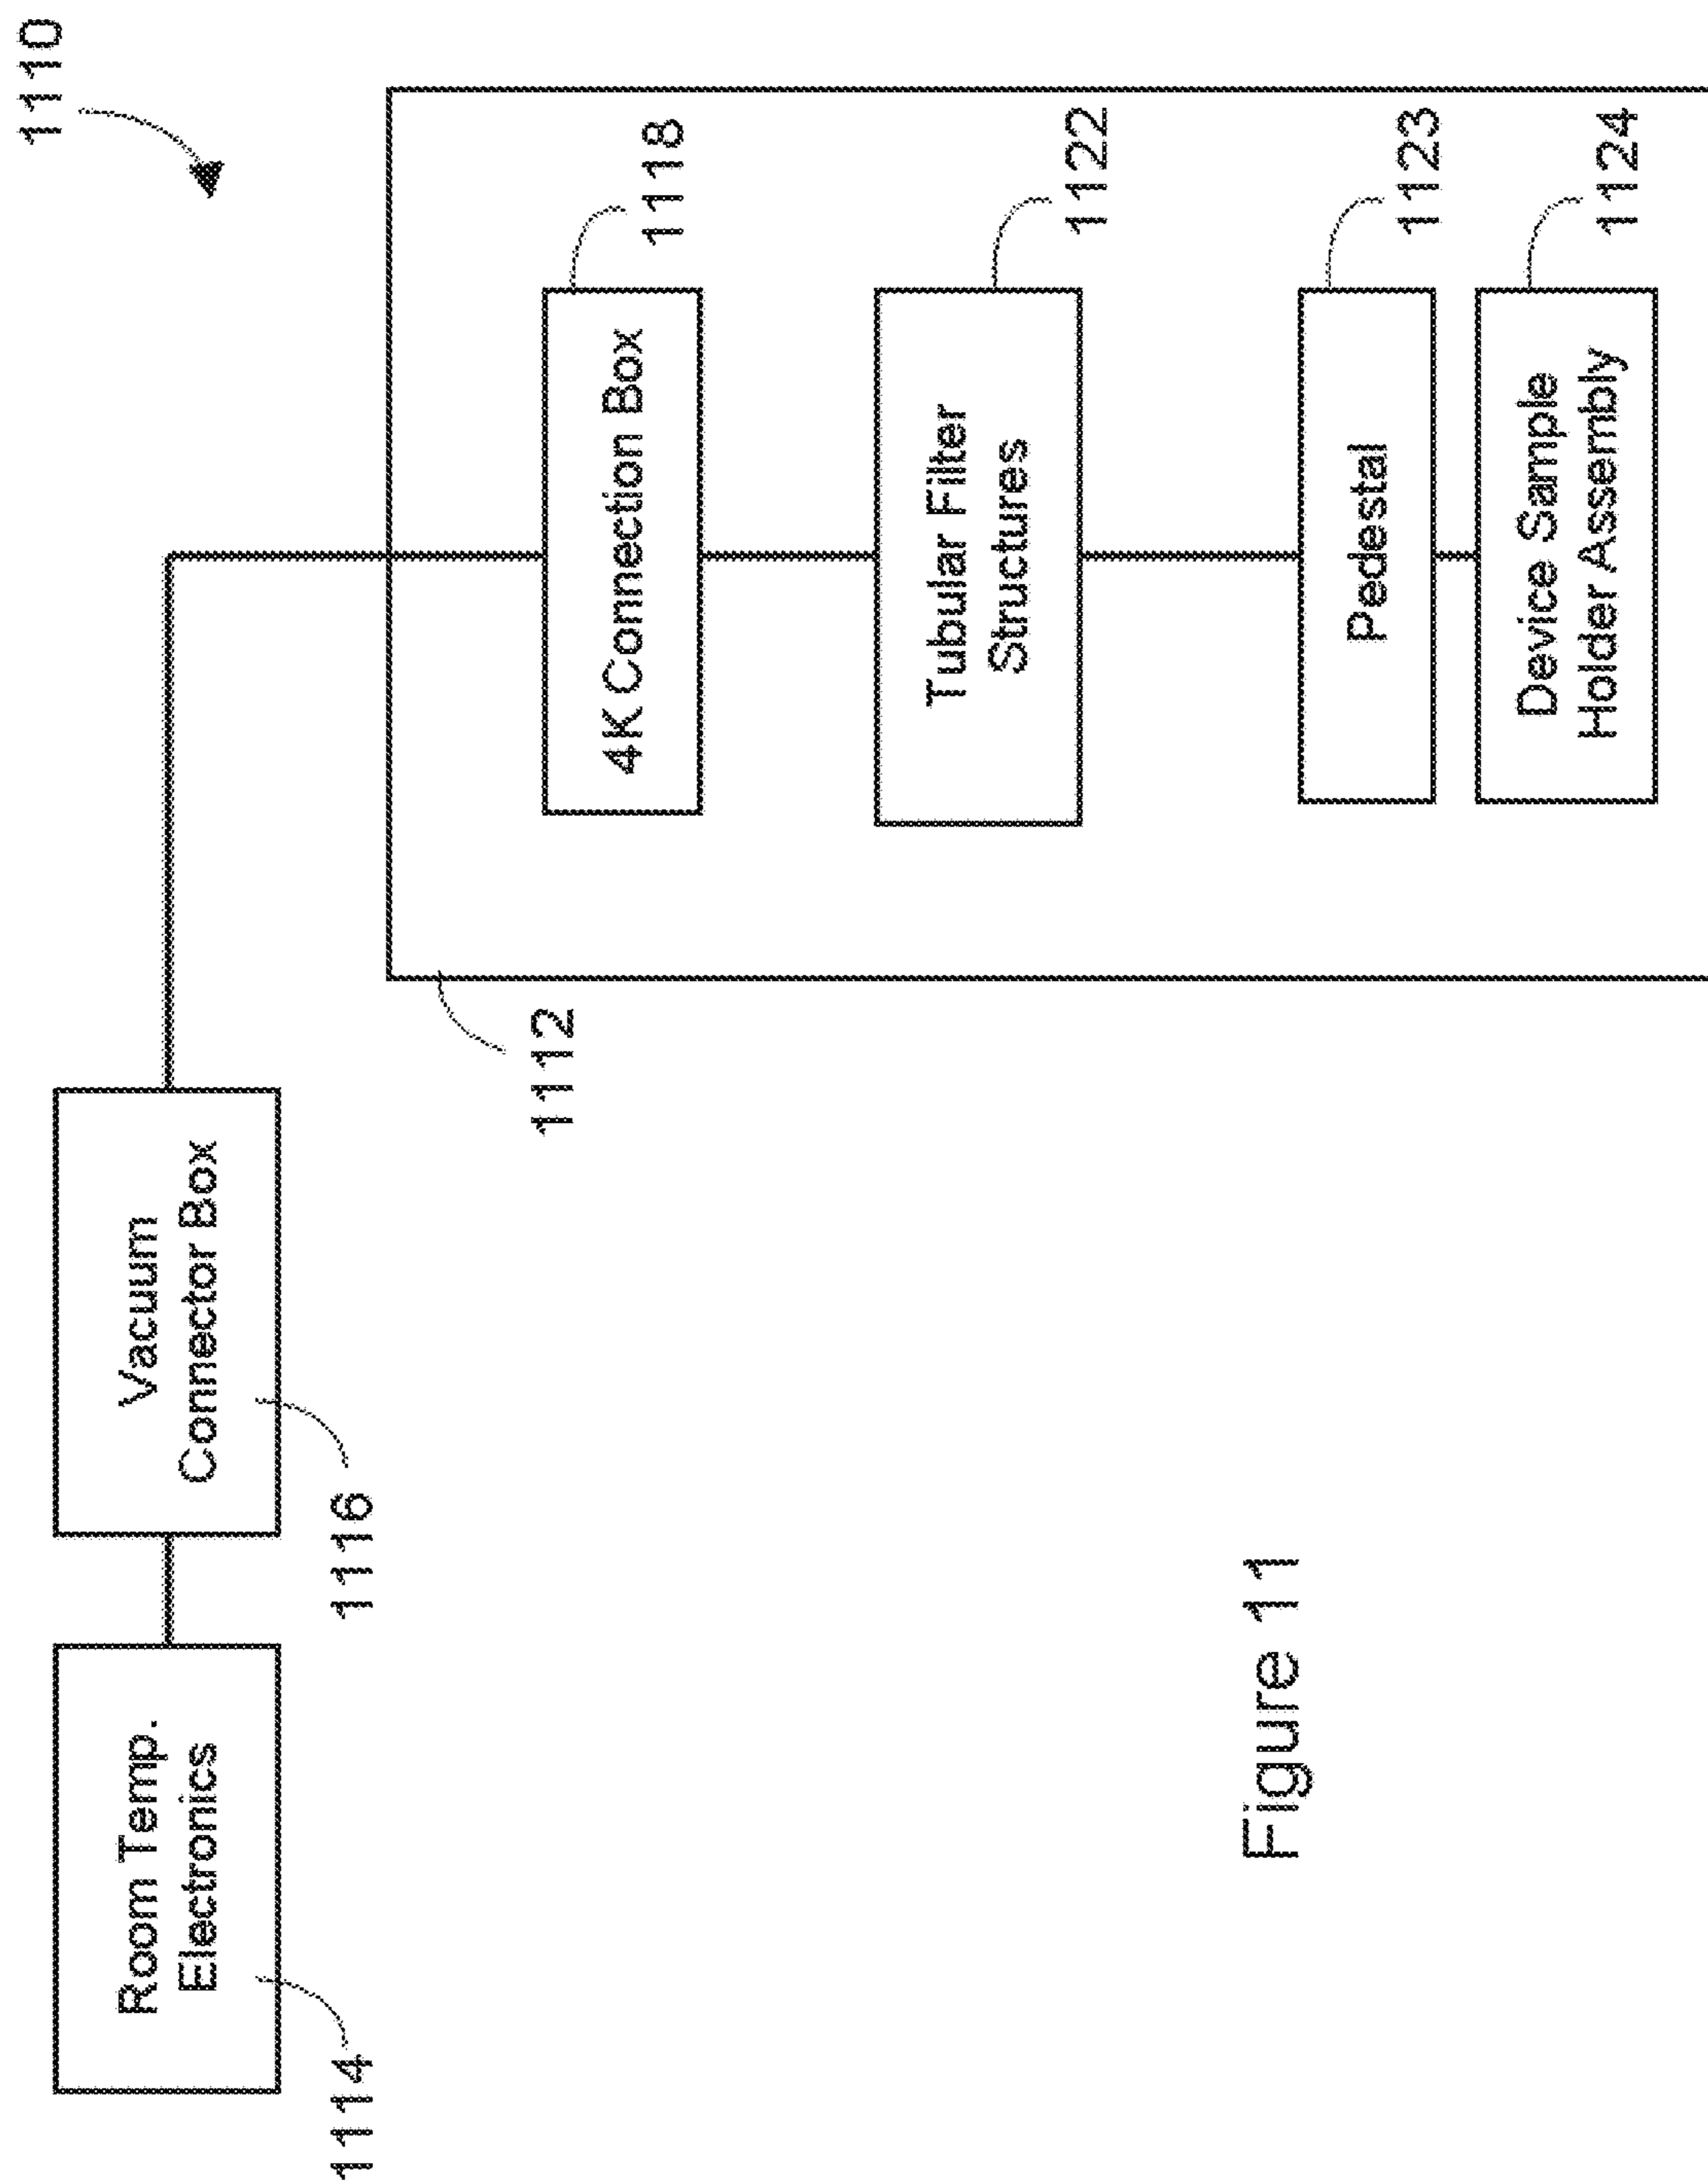 1110
Room Temp.
Electronics
1114
Vacuum
Connector Box
1116
1112
4K Connection Box
1118
Tubular Filter
Structures
1122
Pedestal
1123
Device Sample
Holder Assembly
1124
Figure 11